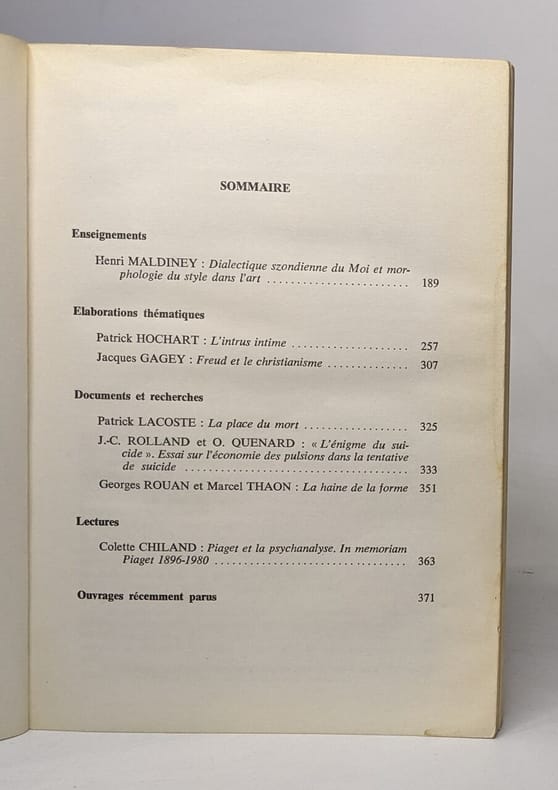 SOMMAIRE
Enseignements
Henri MALDINEY : Dialectique szondienne du Moi et mor-
phologie du style dans l'art ........................ 189
Elaborations thématiques
Patrick HOCHART : L'intrus intime .................... 257
Jacques GAGEY : Freud et le christianisme .............. 307
Documents et recherches
Patrick LACOSTE : La place du mort .................. 325
J.-C. ROLLAND et O. QUENARD : « L'énigme du sui-
cide ». Essai sur l'économie des pulsions dans la tentative
de suicide ...................................... 333
Georges ROUAN et Marcel THAON : La haine de la forme 351
Lectures
Colette CHILAND : Piaget et la psychanalyse. In memoriam
Piaget 1896-1980 ................................. 363
Ouvrages récemment parus 371